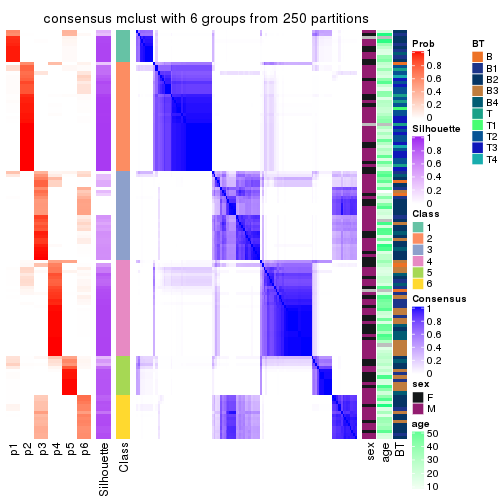 consensus mclust with 6 groups from 250 partitions
Prob
1
0.8
0.6
0.4
0.2
0
Silhouette
1
0.8
0.6
0.4
0.2
0
Class
1
2
3
4
5
6
Consensus
1
0.8
0.6
0.4
0.2
0
sex
F
M
age
50
40
30
20
10
BT
B
B1
B2
B3
B4
T
T1
T2
T3
T4
p1
p2
p3
p4
p5
p6
Silhouette
Class
sex
age
BT